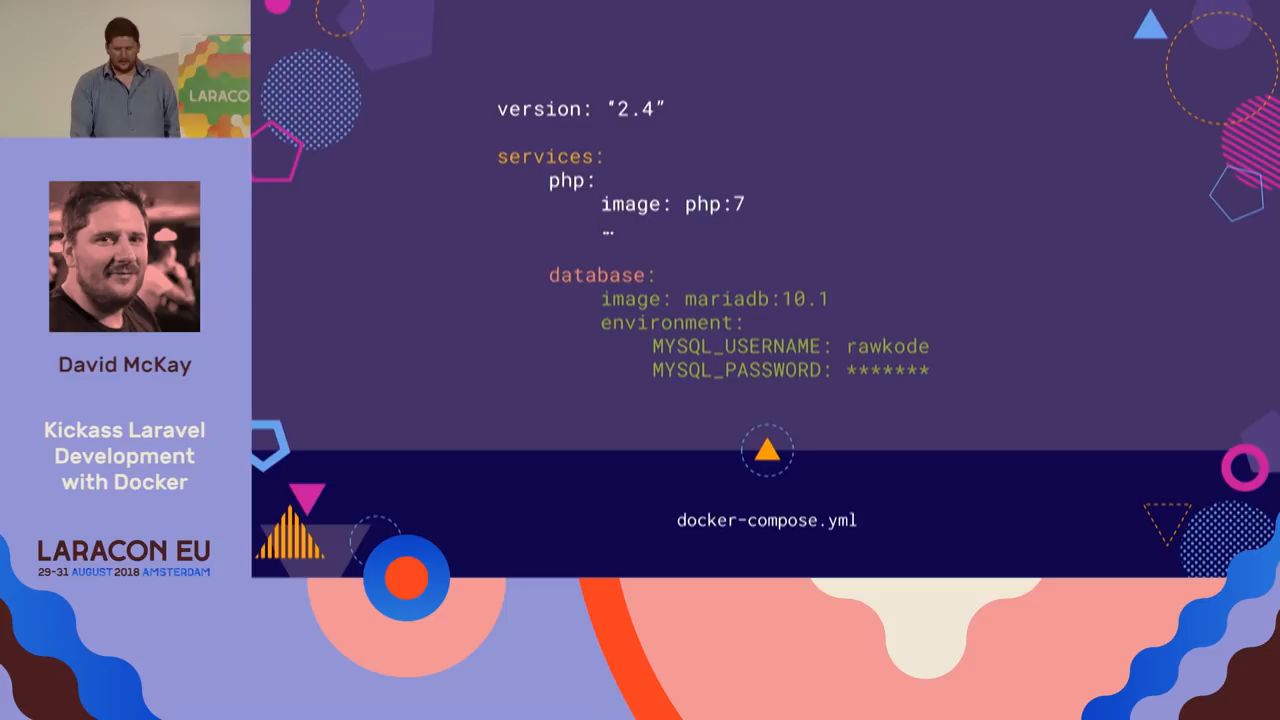 LARACO
David McKay
Kickass Laravel
Development
with Docker
LARACON EU
29-31 AUGUST 2018 AMSTERDAM
version: “2.4”
services:
php:
image: php:7
…
database:
image: mariadb:10.1
environment:
MYSQL_USERNAME: rawkode
MYSQL_PASSWORD: *******
docker-compose.yml